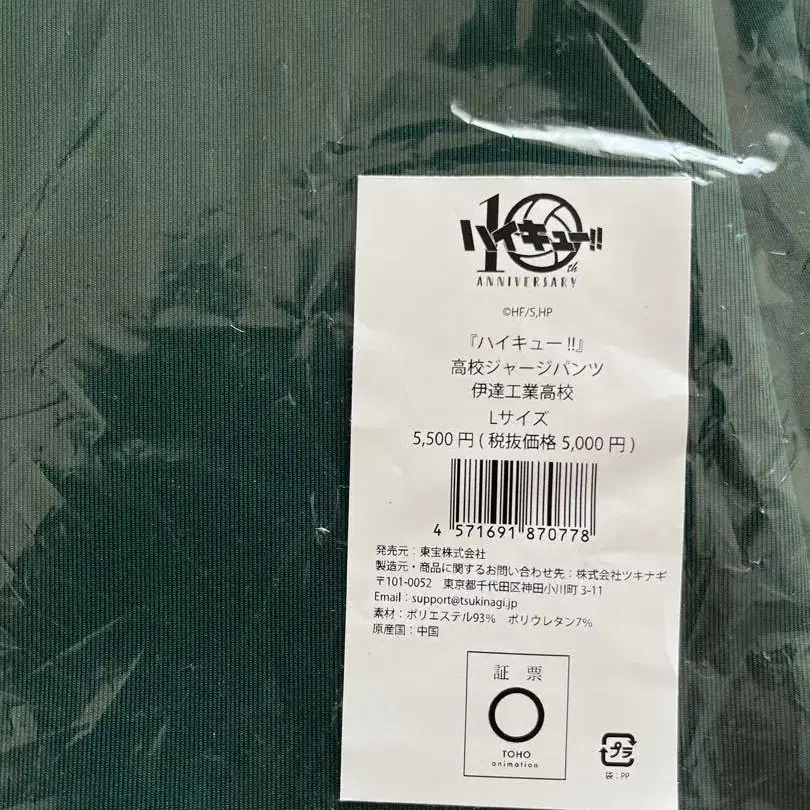 10th
ハイキュー!!
ANNIVERSARY
©HF/S,HP
『ハイキュー!!』
高校ジャージパンツ
伊達工業高校
Lサイズ
5,500円(税抜価格5,000円)
4 571691 870778
発売元：東宝株式会社
製造元・商品に関するお問い合わせ先：株式会社ツキナギ
〒101-0052　東京都千代田区神田小川町3-11
Email：support@tsukinagi.jp
素材：ポリエステル93%　ポリウレタン7%
原産国：中国
証 票
TOHO
animation
プラ
袋：PP